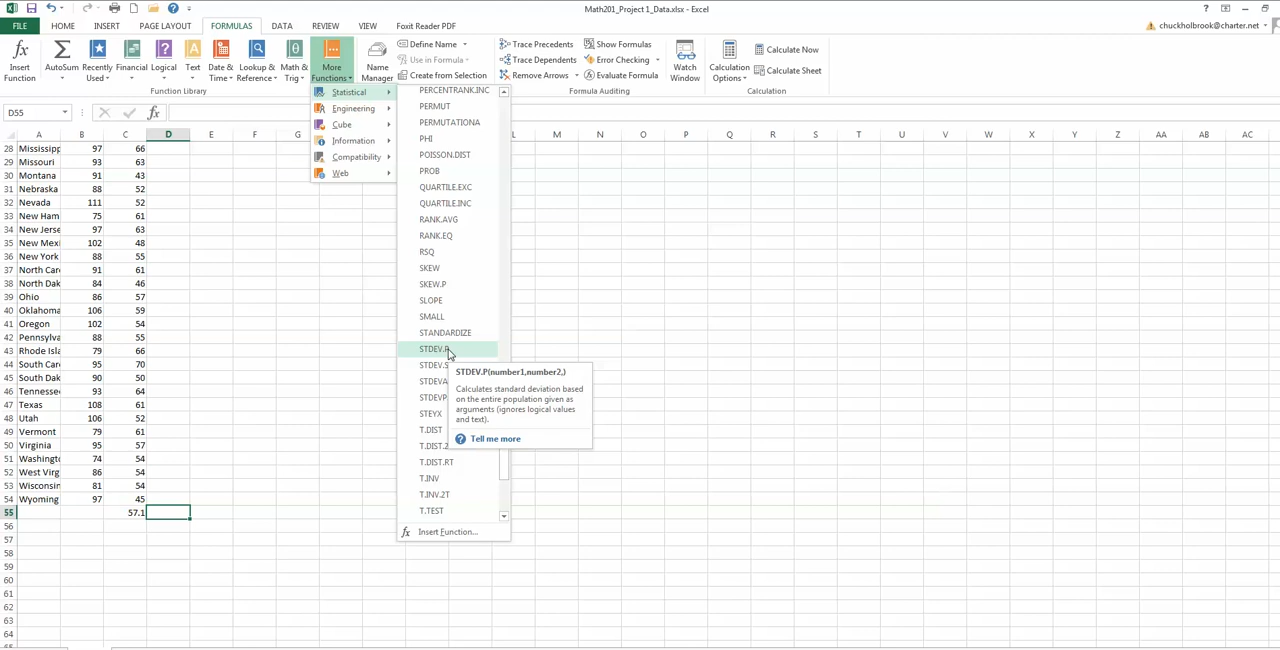 Math201_Project 1_Data.xlsx - Excel
FILE HOME INSERT PAGE LAYOUT FORMULAS DATA REVIEW VIEW Foxit Reader PDF
chuckholbrook@charter.net
Insert Function
AutoSum
Recently Used
Financial
Logical
Text
Date & Time
Lookup & Reference
Math & Trig
More Functions
Name Manager
Define Name
Use in Formula
Create from Selection
Trace Precedents
Trace Dependents
Remove Arrows
Show Formulas
Error Checking
Evaluate Formula
Watch Window
Calculation Options
Calculate Now
Calculate Sheet
Function Library
Formula Auditing
Calculation
Statistical
Engineering
Cube
Information
Compatibility
Web
D55
fx
PERCENTRANK.INC
PERMUT
PERMUTATIONA
PHI
POISSON.DIST
PROB
QUARTILE.EXC
QUARTILE.INC
RANK.AVG
RANK.EQ
RSQ
SKEW
SKEW.P
SLOPE
SMALL
STANDARDIZE
STDEV.P
STDEV.S
STDEVA
STDEVP
STEYX
T.DIST
T.DIST.2
T.DIST.RT
T.INV
T.INV.2T
T.TEST
fx Insert Function...
STDEV.P(number1,number2,)
Calculates standard deviation based
on the entire population given as
arguments (ignores logical values
and text).
Tell me more
A B C D E F G L M N O P Q R S T U V W X Y Z AA AB AC
28 Mississipp 97 66
29 Missouri 93 63
30 Montana 91 43
31 Nebraska 88 52
32 Nevada 111 52
33 New Ham 75 61
34 New Jerse 97 63
35 New Mexi 102 48
36 New York 88 55
37 North Car 91 61
38 North Dak 84 46
39 Ohio 86 57
40 Oklahoma 106 59
41 Oregon 102 54
42 Pennsylva 88 55
43 Rhode Isla 79 66
44 South Car 95 70
45 South Dak 90 50
46 Tennesse 93 64
47 Texas 108 61
48 Utah 106 52
49 Vermont 79 61
50 Virginia 95 57
51 Washingt 74 54
52 West Virg 86 54
53 Wisconsin 81 54
54 Wyoming 97 45
55 57.1
56
57
58
59
60
61
62
63
64